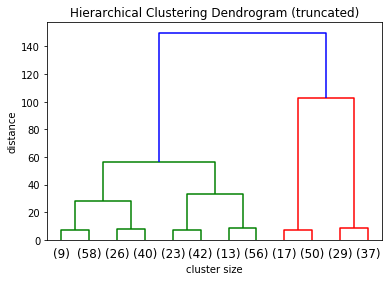 Hierarchical Clustering Dendrogram (truncated)
140
120
100
80
60
40
20
0
distance
(9) (58) (26) (40) (23) (42) (13) (56) (17) (50) (29) (37)
cluster size